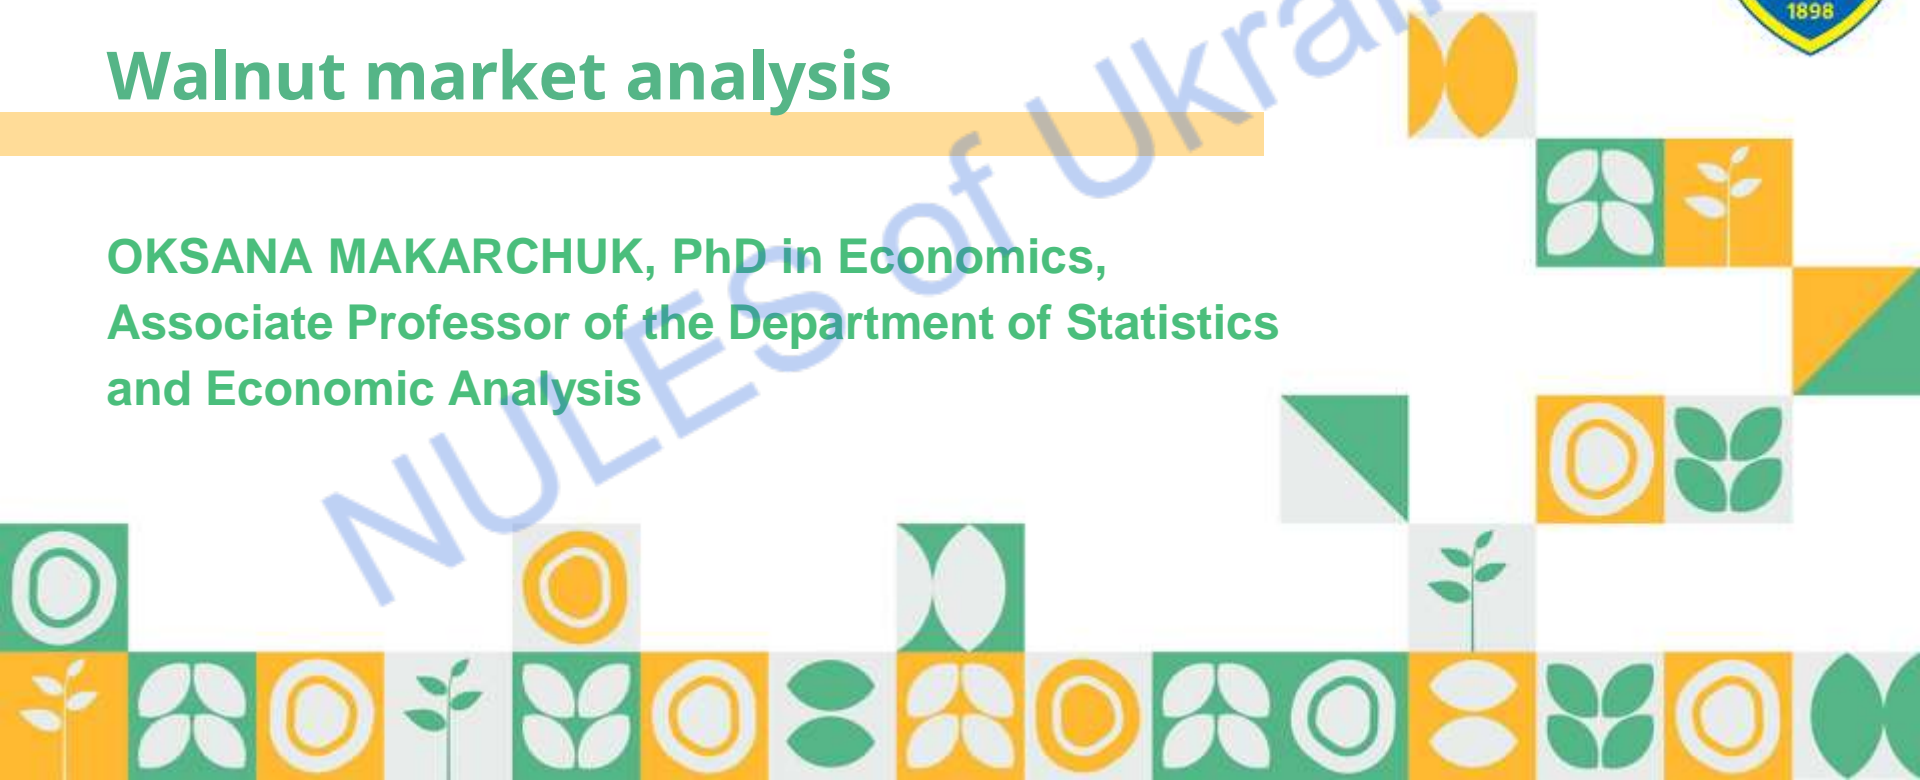 1898
Walnut market analysis
OKSANA MAKARCHUK, PhD in Economics,
Associate Professor of the Department of Statistics
and Economic Analysis
NULES of Ukrai